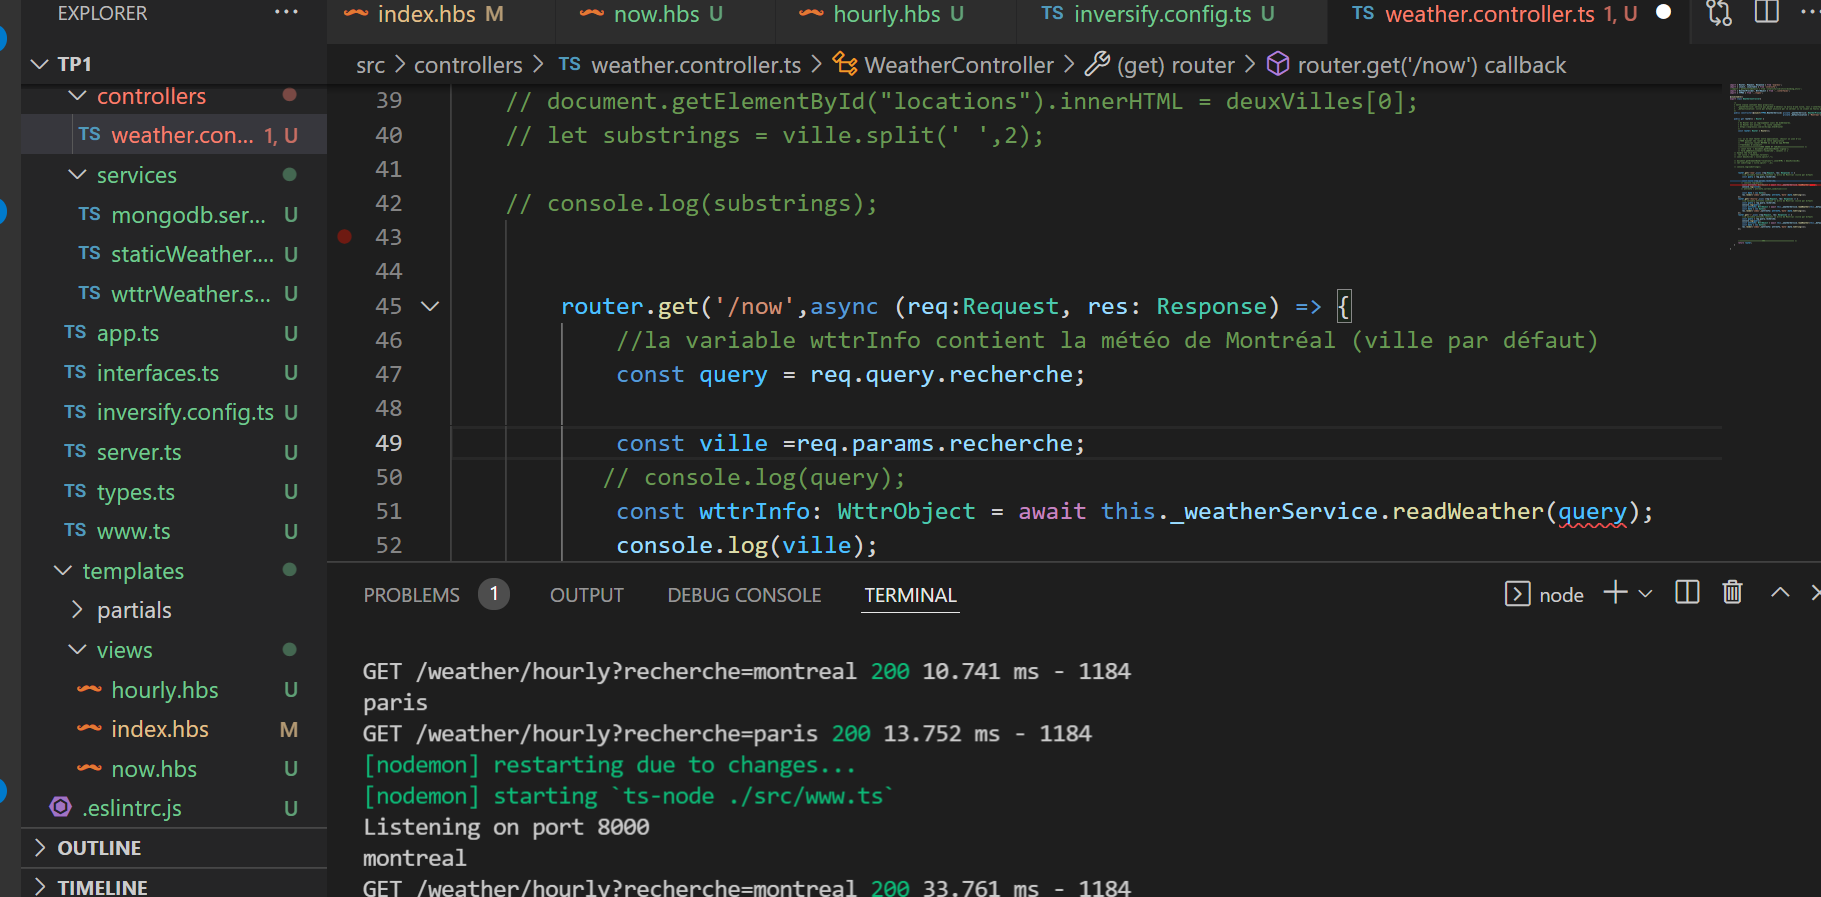 EXPLORER ...
TP1
controllers
TS weather.con... 1, U
services
TS mongodb.ser... U
TS staticWeather.... U
TS wttrWeather.s... U
TS app.ts U
TS interfaces.ts U
TS inversify.config.ts U
TS server.ts U
TS types.ts U
TS www.ts U
templates
partials
views
hourly.hbs U
index.hbs M
now.hbs U
.eslintrc.js U
OUTLINE
TIMELINE
index.hbs M now.hbs U hourly.hbs U TS inversify.config.ts U TS weather.controller.ts 1, U
src > controllers > TS weather.controller.ts > WeatherController > (get) router > router.get('/now') callback
39 // document.getElementById("locations").innerHTML = deuxVilles[0];
40 // let substrings = ville.split(' ',2);
41
42 // console.log(substrings);
43
44
45 router.get('/now',async (req:Request, res: Response) => {
46 //la variable wttrInfo contient la météo de Montréal (ville par défaut)
47 const query = req.query.recherche;
48
49 const ville =req.params.recherche;
50 // console.log(query);
51 const wttrInfo: WttrObject = await this._weatherService.readWeather(query);
52 console.log(ville);
PROBLEMS 1 OUTPUT DEBUG CONSOLE TERMINAL node
GET /weather/hourly?recherche=montreal 200 10.741 ms - 1184
paris
GET /weather/hourly?recherche=paris 200 13.752 ms - 1184
[nodemon] restarting due to changes...
[nodemon] starting `ts-node ./src/www.ts`
Listening on port 8000
montreal
GET /weather/hourly?recherche=montreal 200 33.761 ms - 1184